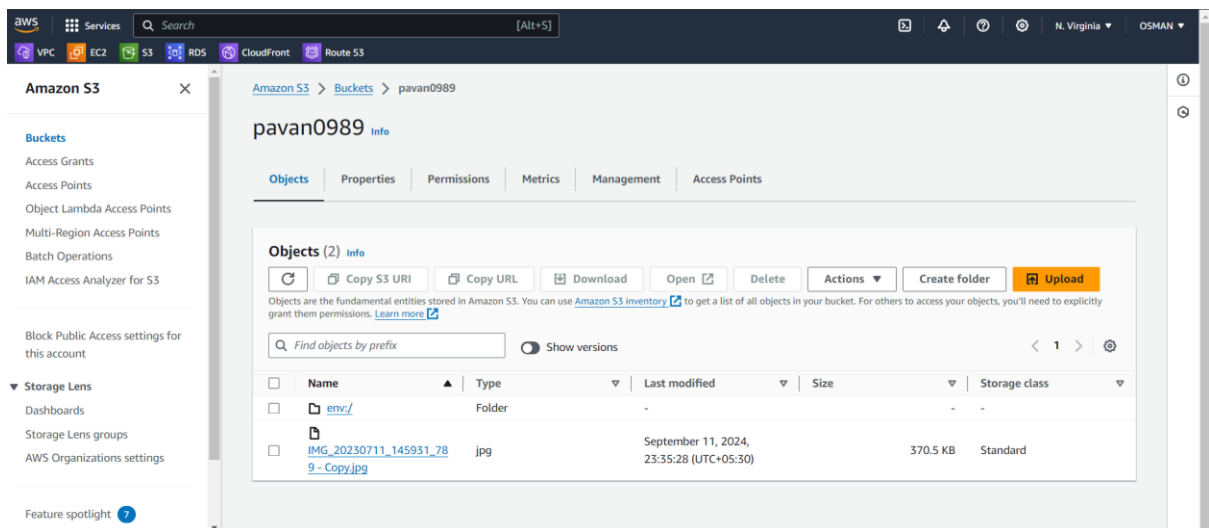 aws Services Search [Alt+S] N. Virginia ▼ OSMAN ▼
VPC EC2 S3 RDS CloudFront Route 53
Amazon S3
Buckets
Access Grants
Access Points
Object Lambda Access Points
Multi-Region Access Points
Batch Operations
IAM Access Analyzer for S3
Block Public Access settings for
this account
Storage Lens
Dashboards
Storage Lens groups
AWS Organizations settings
Feature spotlight 7
Amazon S3 > Buckets > pavan0989
pavan0989 Info
Objects Properties Permissions Metrics Management Access Points
Objects (2) Info
Copy S3 URI Copy URL Download Open Delete Actions ▼ Create folder Upload
Objects are the fundamental entities stored in Amazon S3. You can use Amazon S3 inventory to get a list of all objects in your bucket. For others to access your objects, you'll need to explicitly
grant them permissions. Learn more
Find objects by prefix Show versions < 1 >
Name Type Last modified Size Storage class
env:/ Folder - - -
IMG_20230711_145931_78 jpg September 11, 2024, 370.5 KB Standard
9 - Copy.jpg 23:35:28 (UTC+05:30)